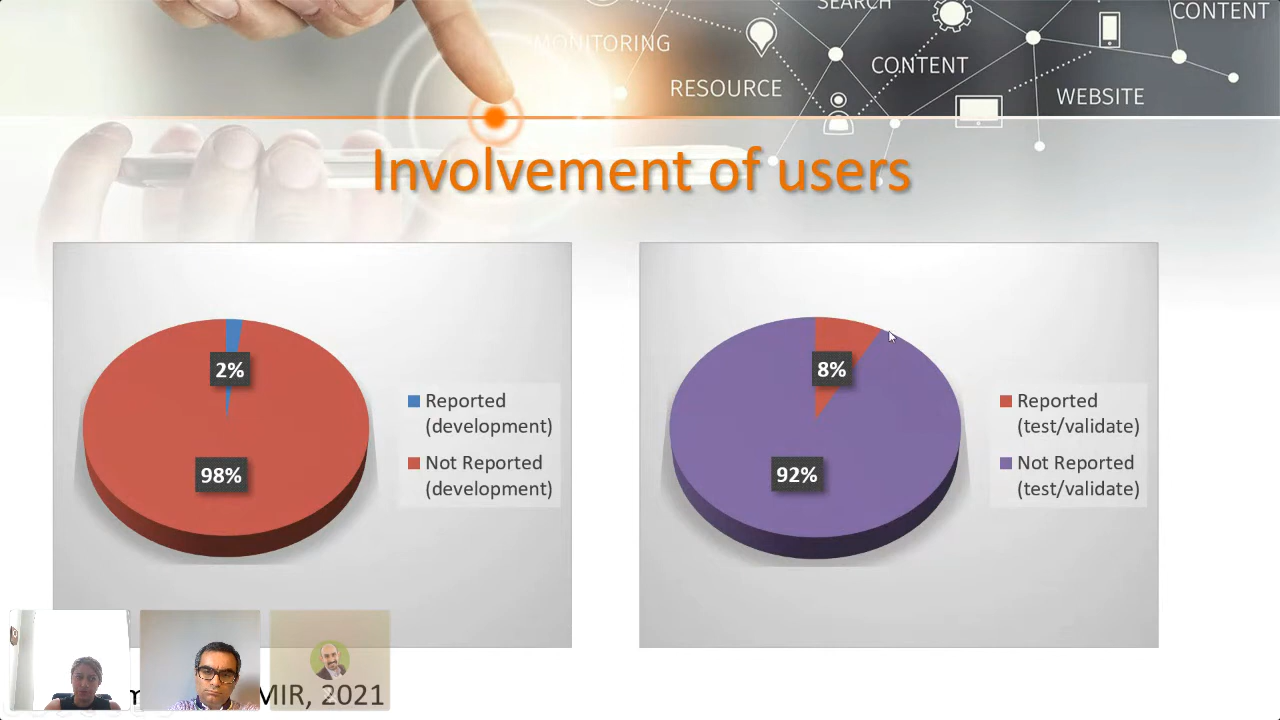 SEARCH
CONTENT
MONITORING
CONTENT
RESOURCE
WEBSITE
Involvement of users
2%
98%
Reported
(development)
Not Reported
(development)
8%
92%
Reported
(test/validate)
Not Reported
(test/validate)
MIR, 2021